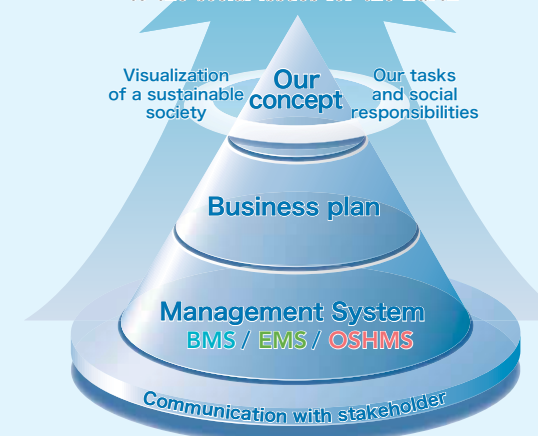 Visualization
of a sustainable
society
Our
concept
Our tasks
and social
responsibilities
Business plan
Management System
BMS / EMS / OSHMS
Communication with stakeholder